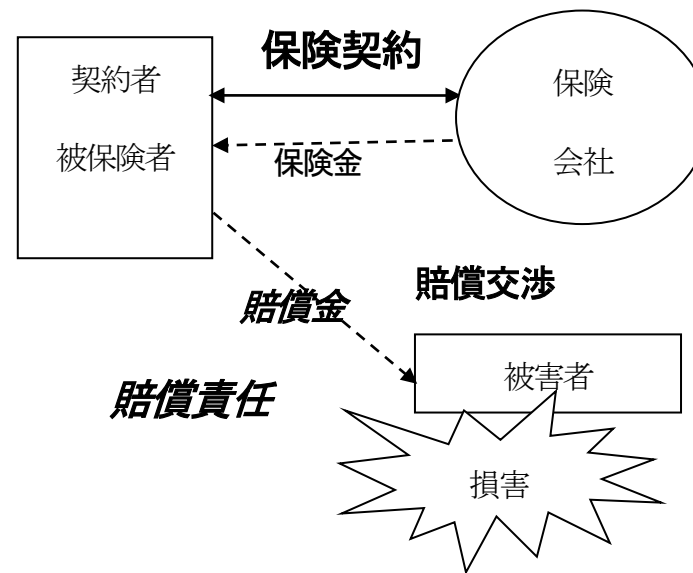 保険契約
契約者
被保険者
保険
会社
保険金
賠償交渉
賠償金
被害者
賠償責任
損害